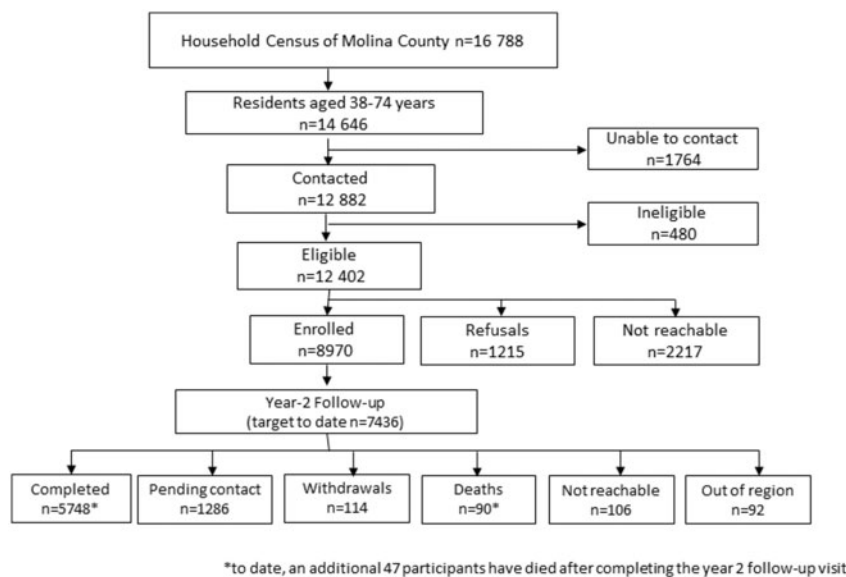 Household Census of Molina County n=16 788
Residents aged 38-74 years
n=14 646
Unable to contact
n=1764
Contacted
n=12 882
Ineligible
n=480
Eligible
n=12 402
Enrolled
n=8970
Refusals
n=1215
Not reachable
n=2217
Year-2 Follow-up
(target to date n=7436)
Completed
n=5748*
Pending contact
n=1286
Withdrawals
n=114
Deaths
n=90*
Not reachable
n=106
Out of region
n=92
*to date, an additional 47 participants have died after completing the year 2 follow-up visit